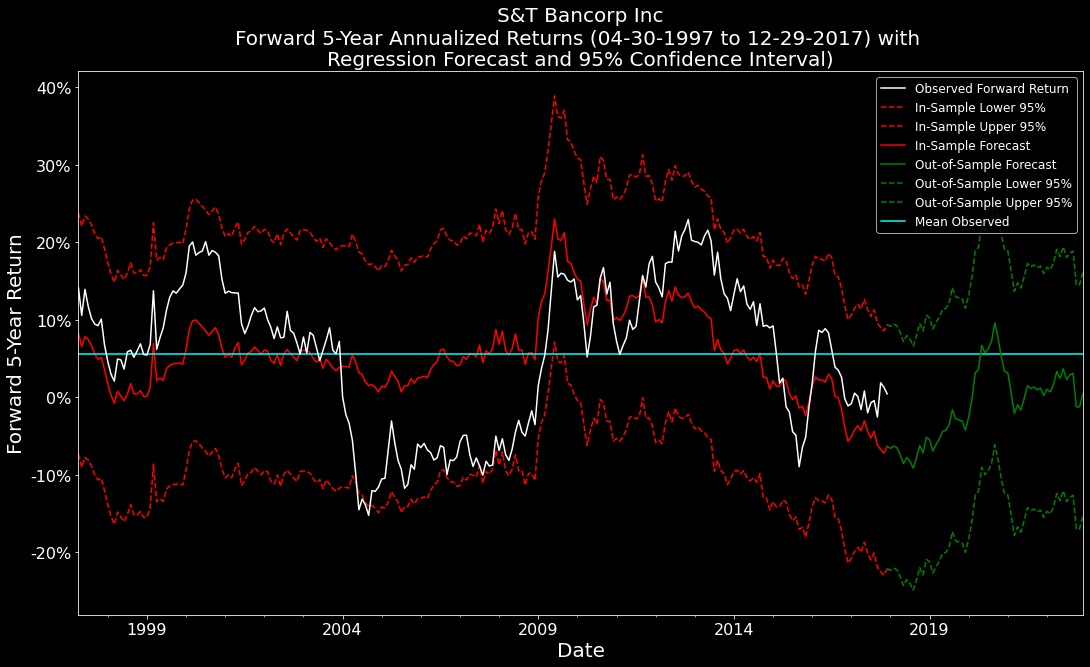 S&T Bancorp Inc
Forward 5-Year Annualized Returns (04-30-1997 to 12-29-2017) with
Regression Forecast and 95% Confidence Interval)
Observed Forward Return
In-Sample Lower 95%
In-Sample Upper 95%
In-Sample Forecast
Out-of-Sample Forecast
Out-of-Sample Lower 95%
Out-of-Sample Upper 95%
Mean Observed
Forward 5-Year Return
40%
30%
20%
10%
0%
-10%
-20%
1999
2004
2009
2014
2019
Date